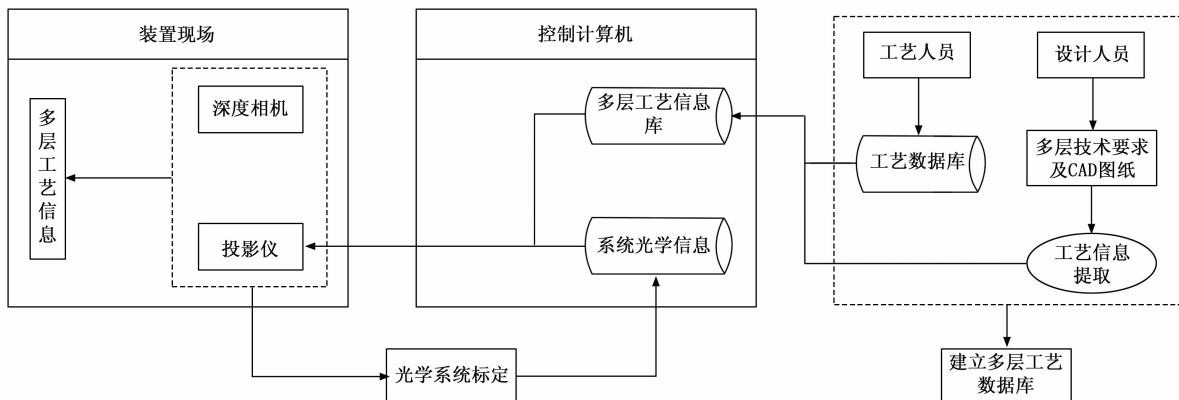 装置现场
控制计算机
工艺人员
设计人员
深度相机
多层工艺信息
多层工艺信息
库
工艺数据库
多层技术要求
及CAD图纸
投影仪
系统光学信息
工艺信息
提取
光学系统标定
建立多层工艺
数据库